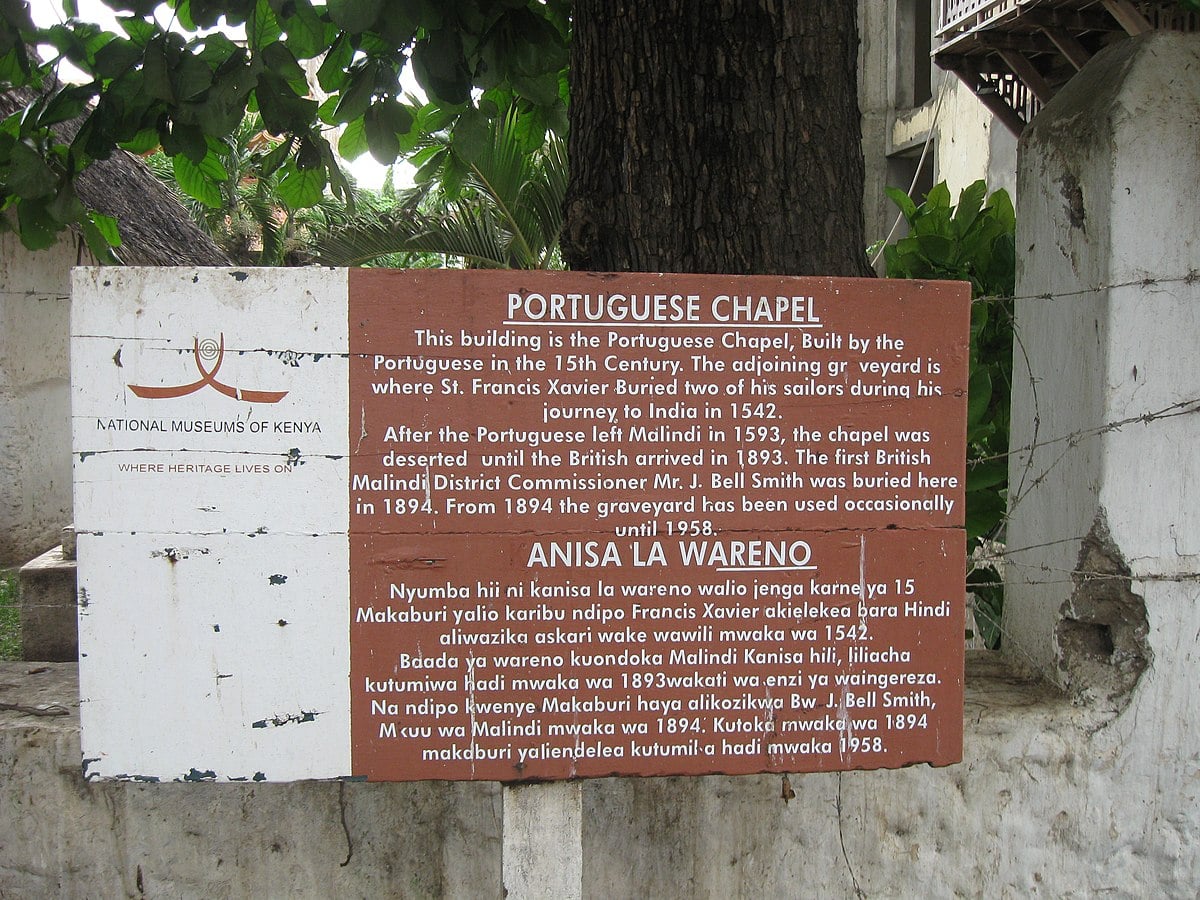 NATIONAL MUSEUMS OF KENYA
WHERE HERITAGE LIVES ON
PORTUGUESE CHAPEL
This building is the Portuguese Chapel, Built by the
Portuguese in the 15th Century. The adjoining gr veyard is
where St. Francis Xavier Buried two of his sailors during his
journey to India in 1542.
After the Portuguese left Malindi in 1593, the chapel was
deserted until the British arrived in 1893. The first British
Malindi District Commissioner Mr. J. Bell Smith was buried here
in 1894. From 1894 the graveyard has been used occasionally
until 1958.
ANISA LA WARENO
Nyumba hii ni kanisa la wareno walio jenga karne ya 15
Makaburi yalio karibu ndipo Francis Xavier akielekea bara Hindi
aliwazika askari wake wawili mwaka wa 1542.
Baada ya wareno kuondoka Malindi Kanisa hili, liliacha
kutumiwa hadi mwaka wa 1893wakati wa enzi ya waingereza.
Na ndipo kwenye Makaburi haya alikozikwa Bw. J. Bell Smith,
Mkuu wa Malindi mwaka wa 1894. Kutoka mwaka wa 1894
makaburi yaliendelea kutumika hadi mwaka 1958.